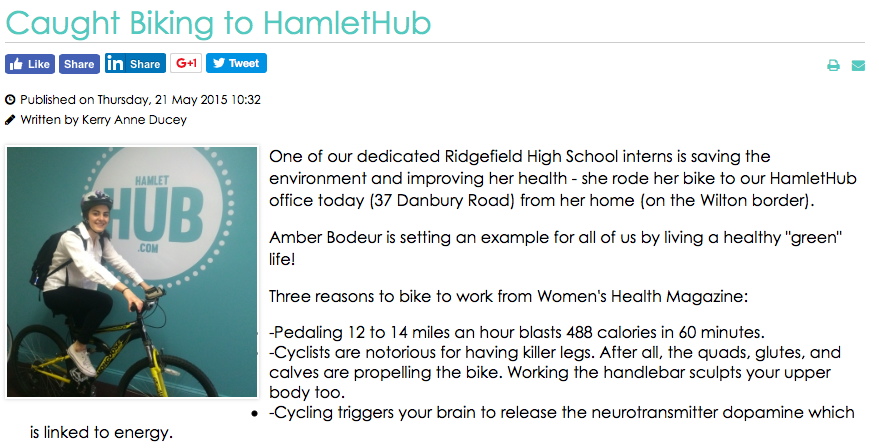 Caught Biking to HamletHub
Like Share in Share G+1 Tweet
Published on Thursday, 21 May 2015 10:32
Written by Kerry Anne Ducey
HAMLET
HUB
.COM
One of our dedicated Ridgefield High School interns is saving the
environment and improving her health - she rode her bike to our HamletHub
office today (37 Danbury Road) from her home (on the Wilton border).
Amber Bodeur is setting an example for all of us by living a healthy "green"
life!
Three reasons to bike to work from Women's Health Magazine:
-Pedaling 12 to 14 miles an hour blasts 488 calories in 60 minutes.
-Cyclists are notorious for having killer legs. After all, the quads, glutes, and
calves are propelling the bike. Working the handlebar sculpts your upper
body too.
-Cycling triggers your brain to release the neurotransmitter dopamine which
is linked to energy.